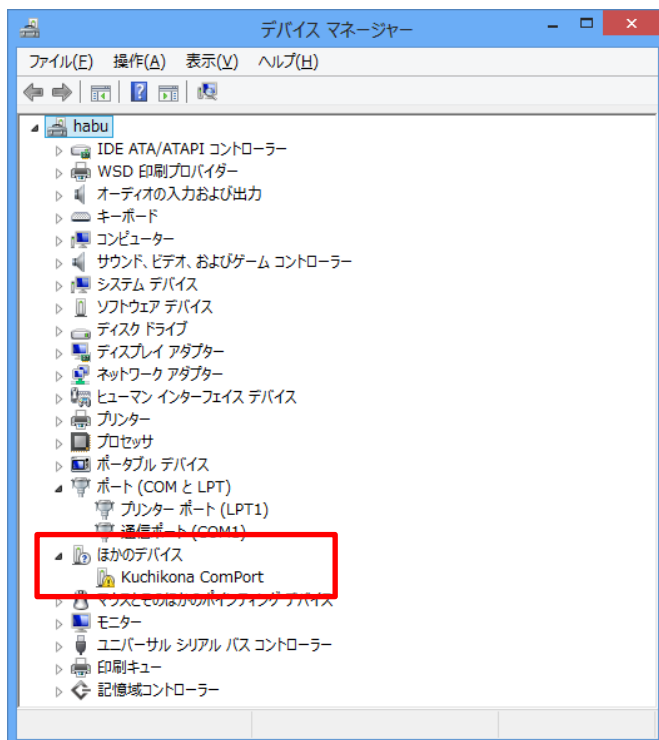 デバイス マネージャー
ファイル(F) 操作(A) 表示(V) ヘルプ(H)
habu
IDE ATA/ATAPI コントローラー
WSD 印刷プロバイダー
オーディオの入力および出力
キーボード
コンピューター
サウンド、ビデオ、およびゲーム コントローラー
システム デバイス
ソフトウェア デバイス
ディスク ドライブ
ディスプレイ アダプター
ネットワーク アダプター
ヒューマン インターフェイス デバイス
プリンター
プロセッサ
ポータブル デバイス
ポート (COM と LPT)
プリンター ポート (LPT1)
通信ポート (COM1)
ほかのデバイス
Kuchikona ComPort
マウスとそのほかのポインティング デバイス
モニター
ユニバーサル シリアル バス コントローラー
印刷キュー
記憶域コントローラー